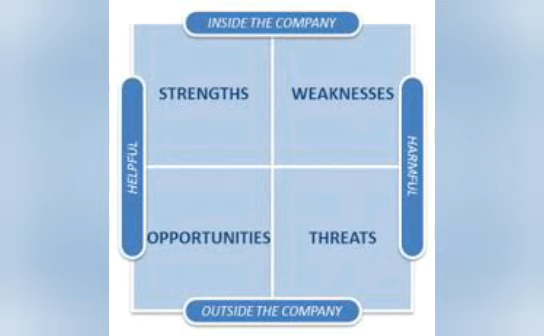 INSIDE THE COMPANY
STRENGTHS
WEAKNESSES
HELPFUL
HARMFUL
OPPORTUNITIES
THREATS
OUTSIDE THE COMPANY